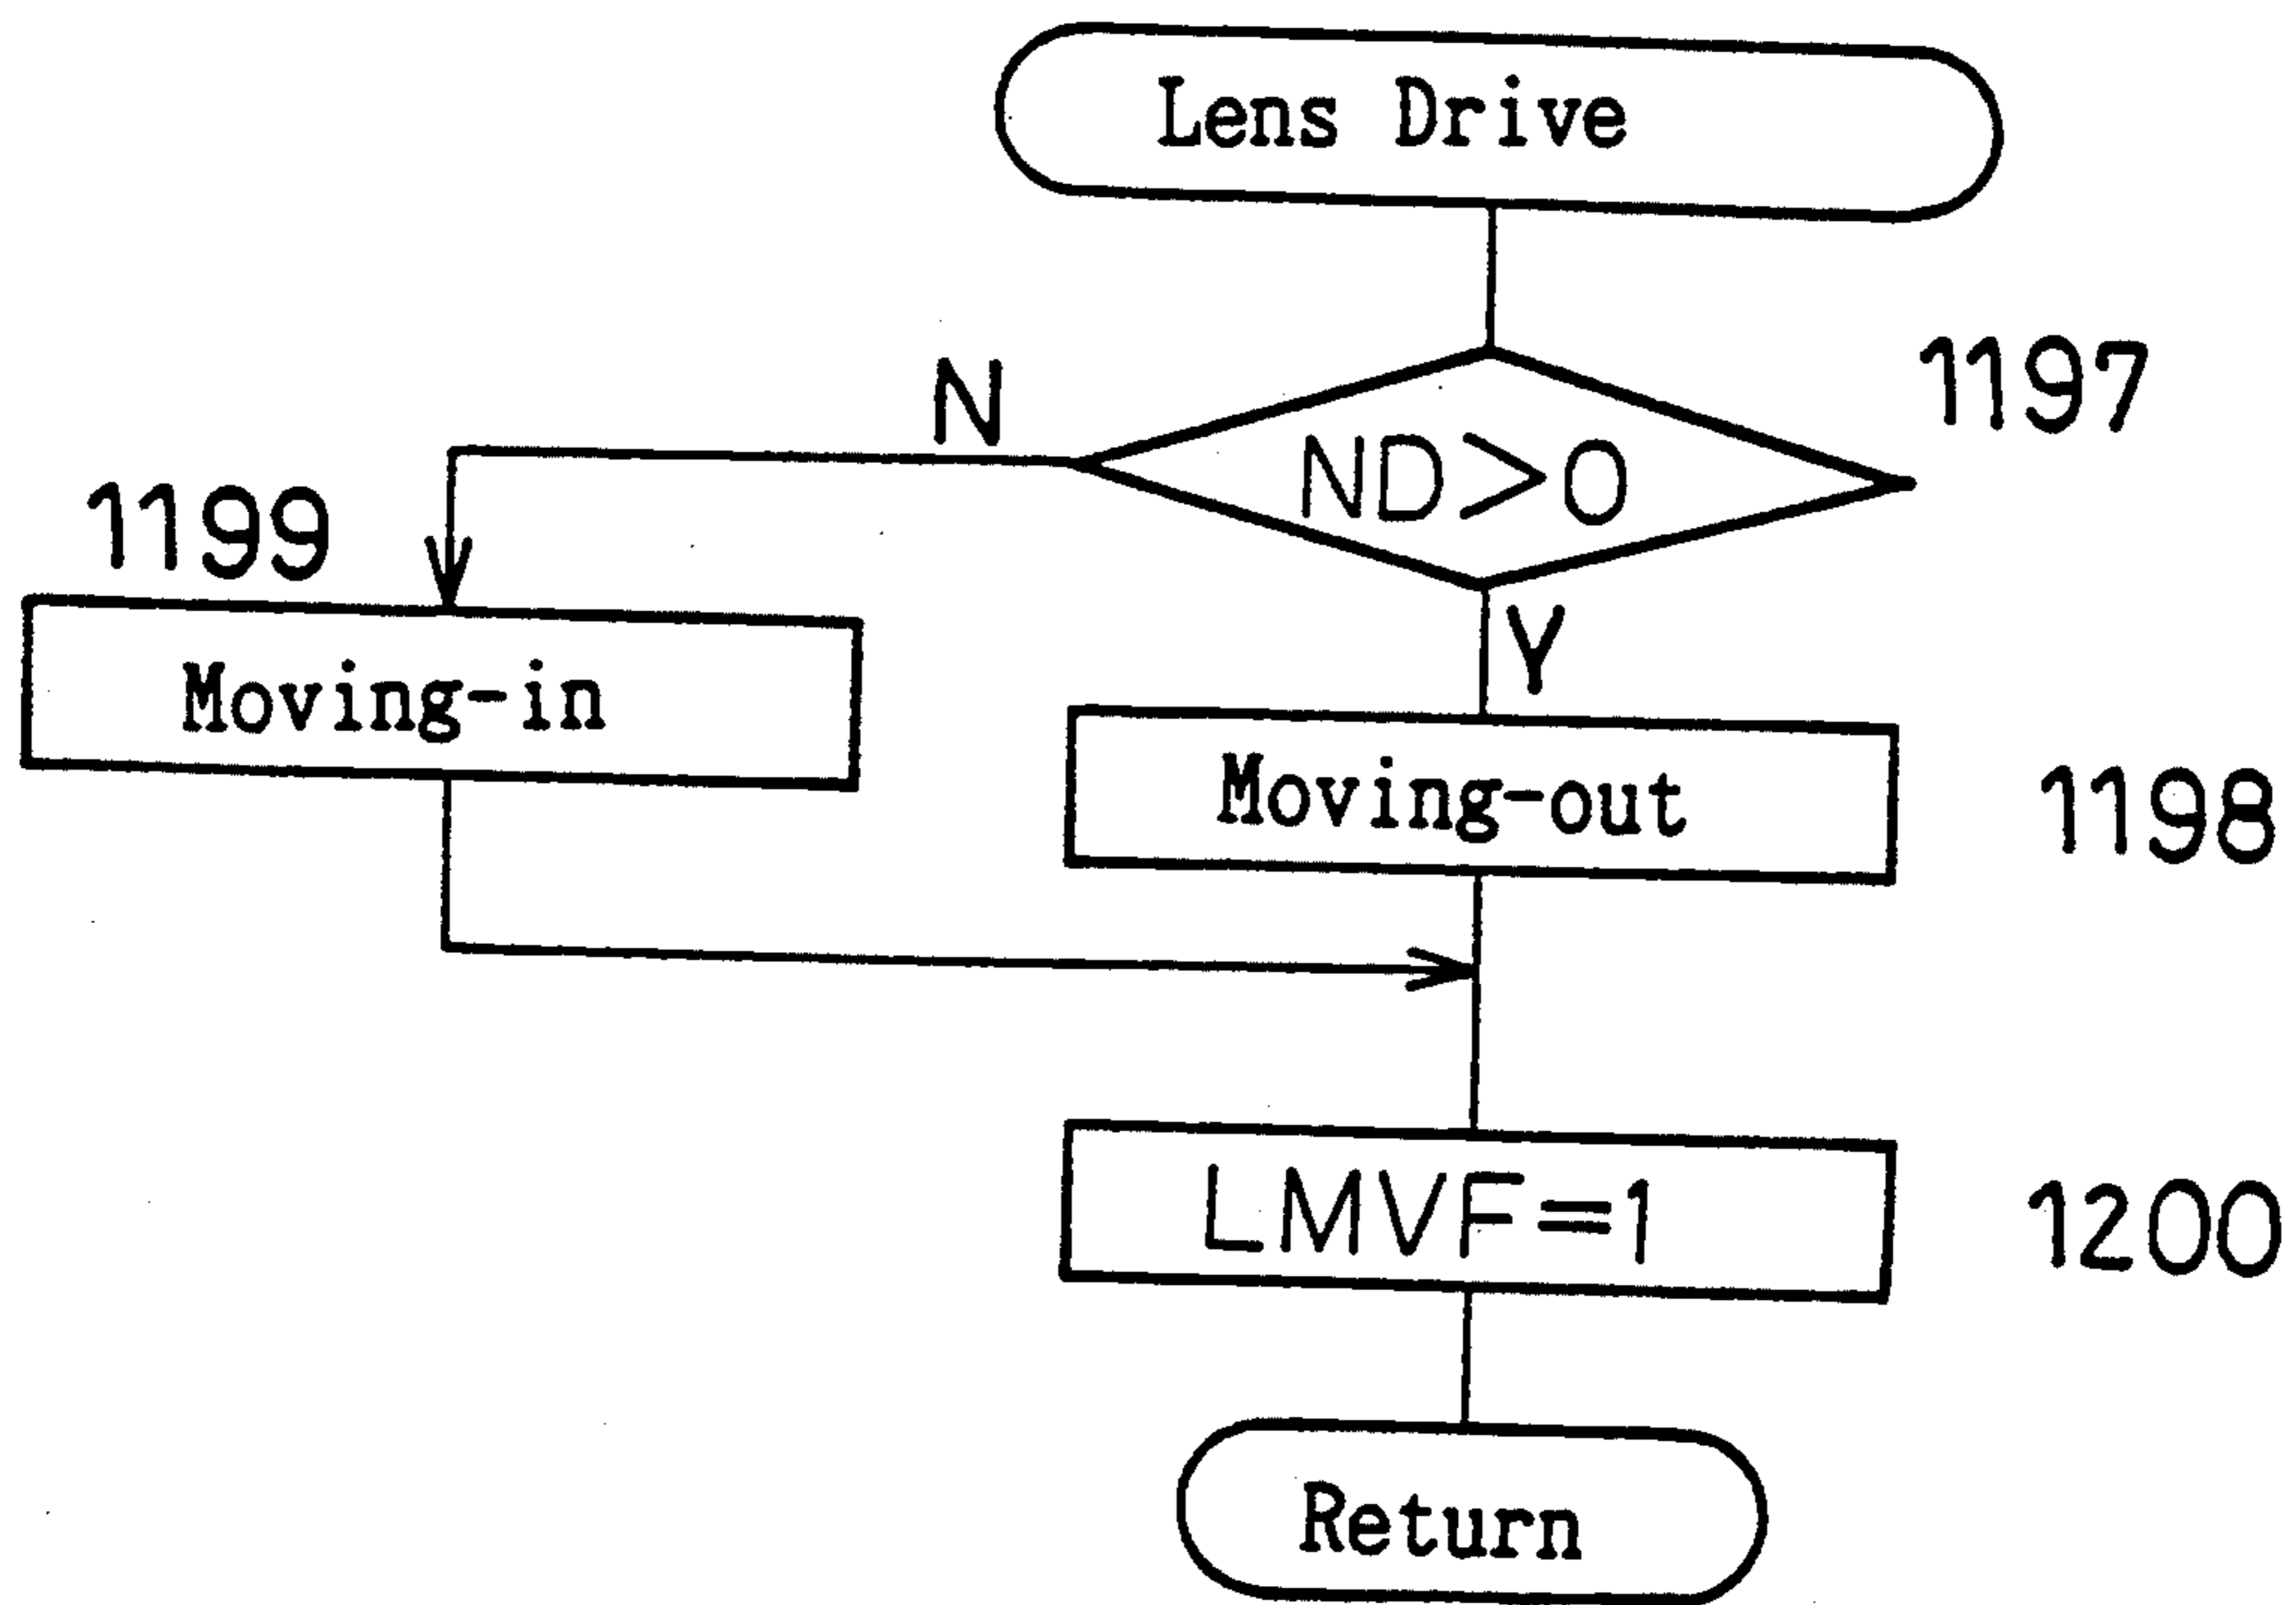 Lens Drive
1197
N
ND>0
1199
Y
Moving-in
Moving-out
1198
LMVF=1
1200
Return